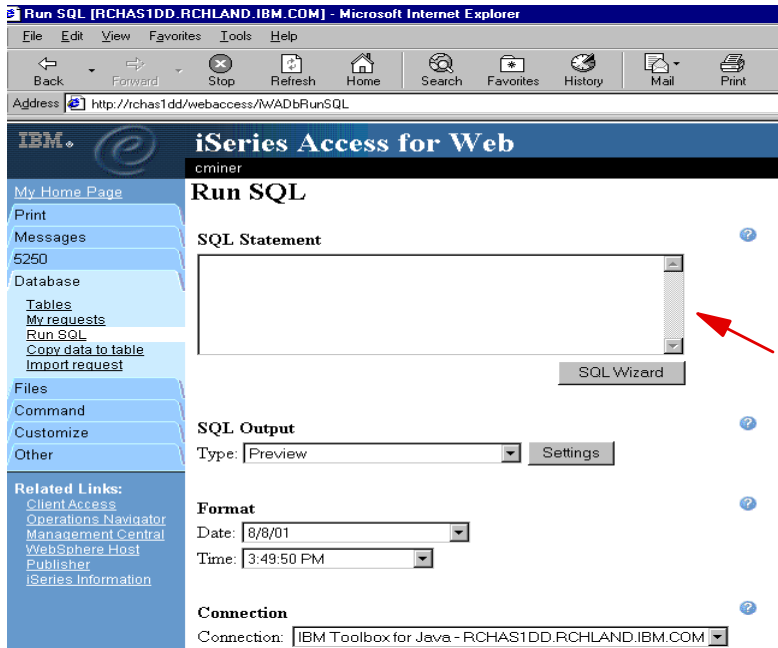 Run SQL [RCHAS1DD.RCHLAND.IBM.COM] - Microsoft Internet Explorer
File Edit View Favorites Tools Help
Back Forward Stop Refresh Home Search Favorites History Mail Print
Address http://rchas1dd/webaccess/iWADbRunSQL
IBM e iSeries Access for Web
cminer
My Home Page
Print
Messages
5250
Database
Tables
My requests
Run SQL
Copy data to table
Import request
Files
Command
Customize
Other
Related Links:
Client Access
Operations Navigator
Management Central
WebSphere Host
Publisher
iSeries Information
Run SQL
SQL Statement
SQL Wizard
SQL Output
Type: Preview Settings
Format
Date: 8/8/01
Time: 3:49:50 PM
Connection
Connection: IBM Toolbox for Java - RCHAS1DD.RCHLAND.IBM.COM